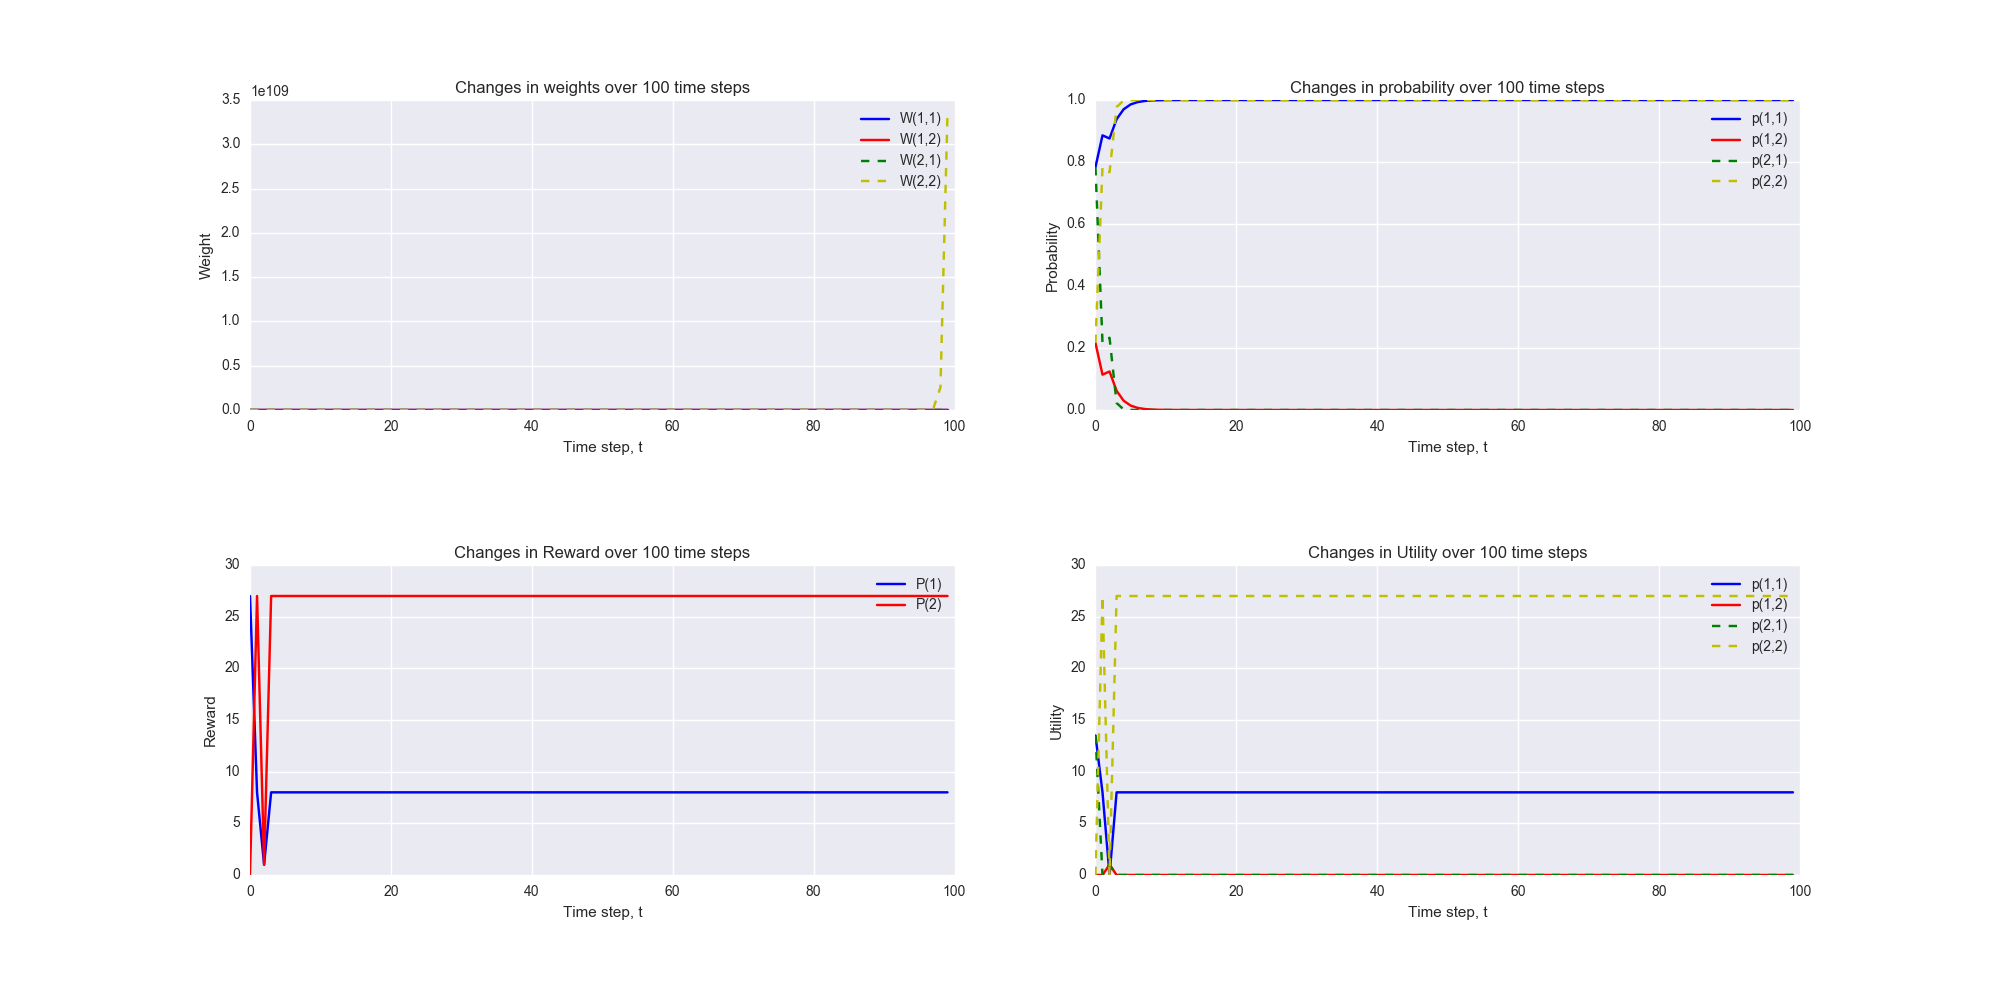 Changes in weights over 100 time steps
1e109
3.5
3.0
2.5
2.0
1.5
1.0
0.5
0.0
Weight
W(1,1)
W(1,2)
W(2,1)
W(2,2)
0 20 40 60 80 100
Time step, t
Changes in probability over 100 time steps
1.0
0.8
0.6
0.4
0.2
0.0
Probability
p(1,1)
p(1,2)
p(2,1)
p(2,2)
0 20 40 60 80 100
Time step, t
Changes in Reward over 100 time steps
30
25
20
15
10
5
0
Reward
P(1)
P(2)
0 20 40 60 80 100
Time step, t
Changes in Utility over 100 time steps
30
25
20
15
10
5
0
Utility
p(1,1)
p(1,2)
p(2,1)
p(2,2)
0 20 40 60 80 100
Time step, t